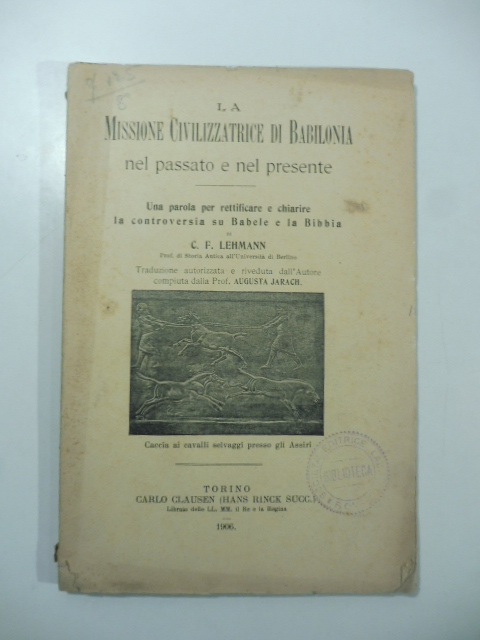 LA
MISSIONE CIVILIZZATRICE DI BABILONIA
nel passato e nel presente
Una parola per rettificare e chiarire
la controversia su Babele e la Bibbia
DI
C. F. LEHMANN
Prof. di Storia Antica all'Università di Berlino
Traduzione autorizzata e riveduta dall'Autore
compiuta dalla Prof. AUGUSTA JARACH.
Caccia ai cavalli selvaggi presso gli Assiri
TORINO
CARLO CLAUSEN (HANS RINCK SUCC.)
Libraio delle LL. MM. il Re e la Regina
1906.